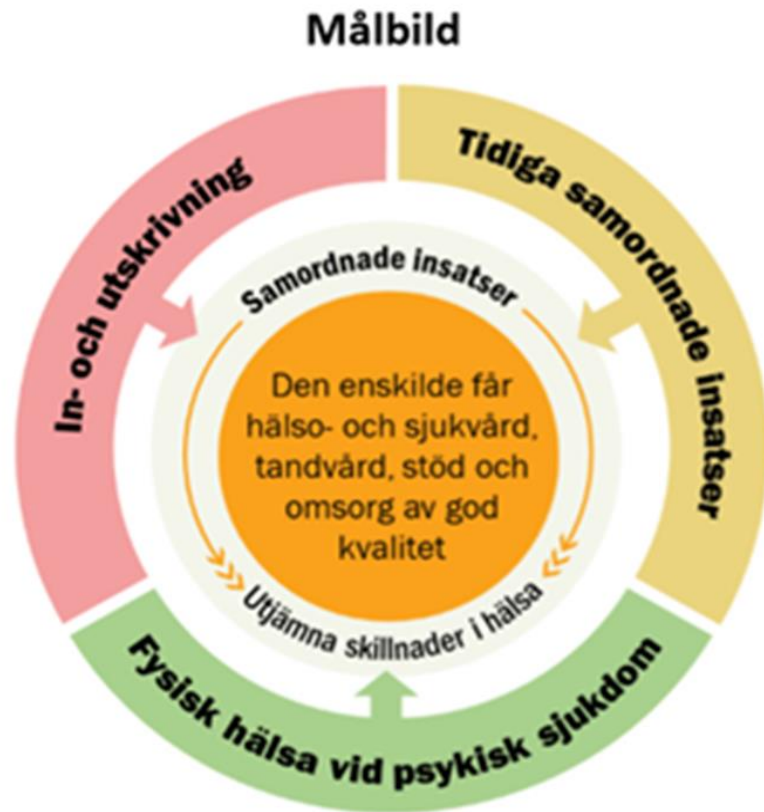 Målbild
In- och utskrivning
Tidiga samordnade insatser
Samordnade insatser
Den enskilde får
hälso- och sjukvård,
tandvård, stöd och
omsorg av god
kvalitet
Utjämna skillnader i hälsa
Fysisk hälsa vid psykisk sjukdom